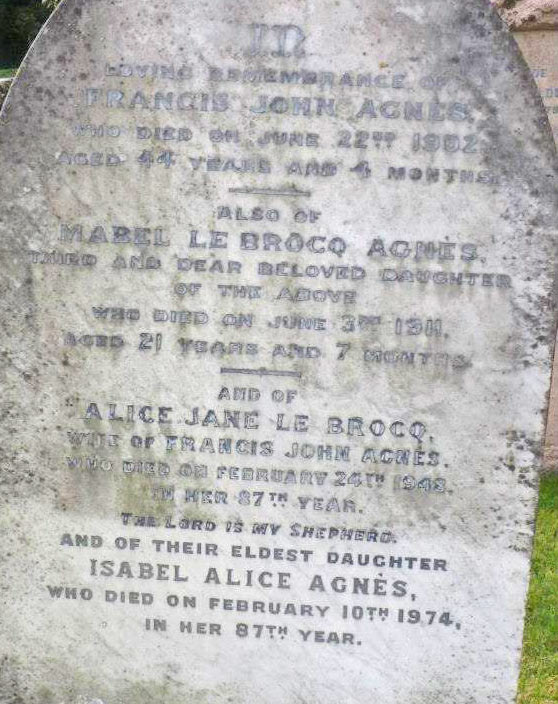 IN
LOVING REMEMBRANCE OF
FRANCIS JOHN AGNÈS,
WHO DIED ON JUNE 22ND 1902
AGED 44 YEARS AND 4 MONTHS.
ALSO OF
MABEL LE BROCQ AGNÈS,
THIRD AND DEAR BELOVED DAUGHTER
OF THE ABOVE
WHO DIED ON JUNE 3RD 1911,
AGED 21 YEARS AND 7 MONTHS.
AND OF
ALICE JANE LE BROCQ,
WIFE OF FRANCIS JOHN AGNES.
WHO DIED ON FEBRUARY 24TH 1948.
IN HER 87TH YEAR.
THE LORD IS MY SHEPHERD.
AND OF THEIR ELDEST DAUGHTER
ISABEL ALICE AGNÈS,
WHO DIED ON FEBRUARY 10TH 1974,
IN HER 87TH YEAR.